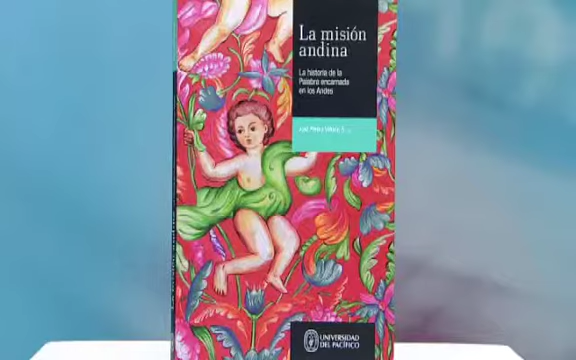 La misión
andina
La historia de la
Palabra encarnada
en los Andes
UNIVERSIDAD
DEL PACÍFICO